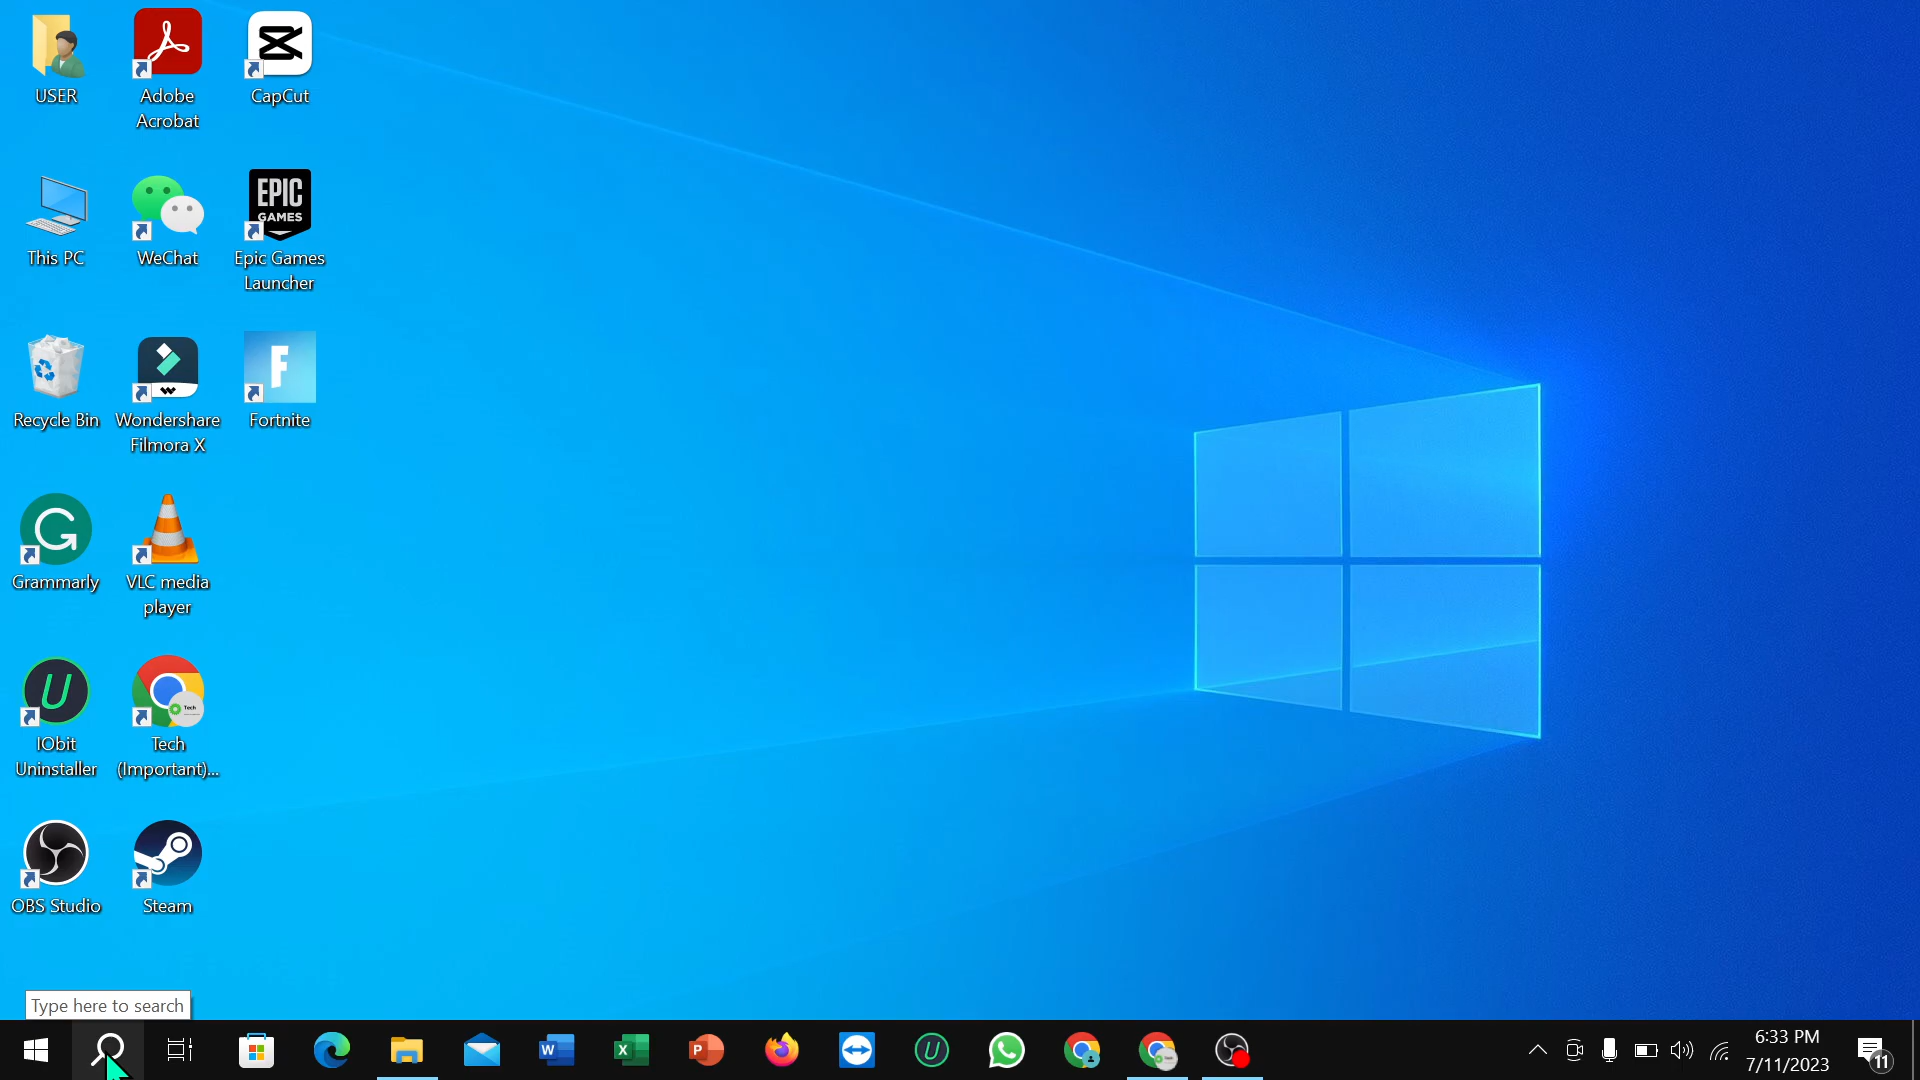 USER
Adobe
Acrobat
CapCut
This PC
WeChat
EPIC
GAMES
Epic Games
Launcher
Recycle Bin
Wondershare
Filmora X
F
Fortnite
G
Grammarly
VLC media
player
U
IObit
Uninstaller
Tech
Tech
(Important)...
OBS Studio
Steam
Type here to search
W
X
P
U
6:33 PM
7/11/2023
11